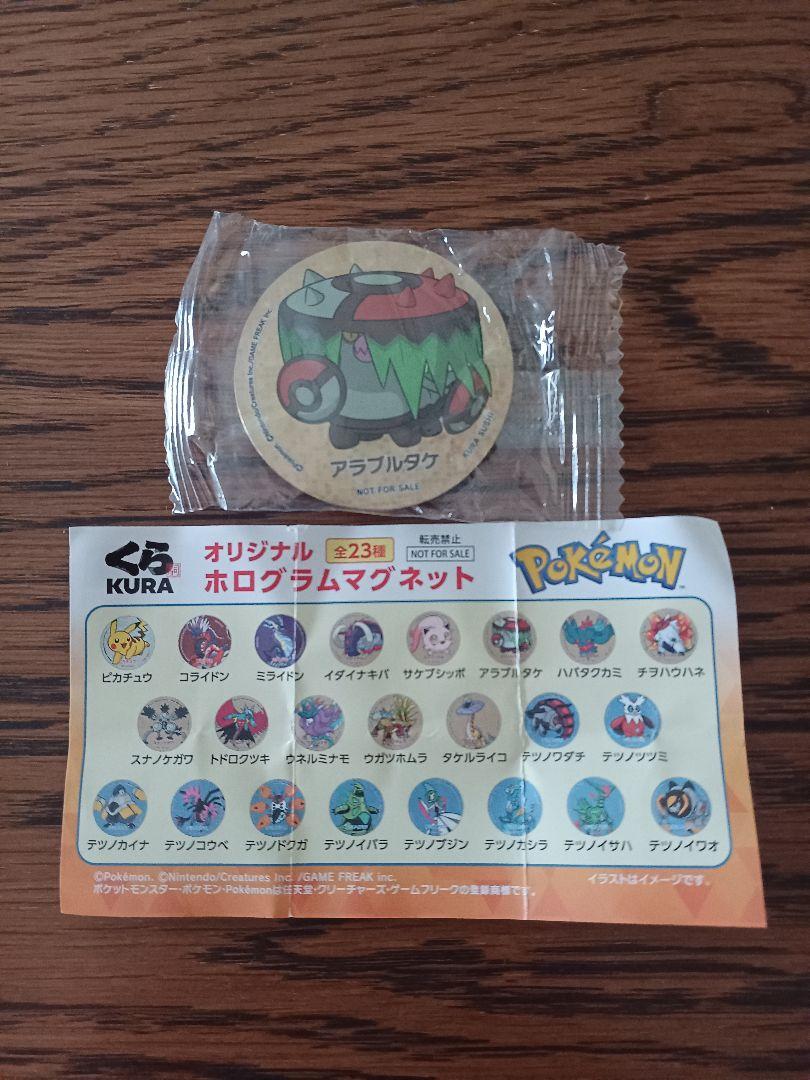 ©Pokémon. ©Nintendo/Creatures Inc./GAME FREAK inc.
KURA SUSHI
アラブルタケ
NOT FOR SALE
くら
KURA
オリジナル 全23種
転売禁止
NOT FOR SALE
ホログラムマグネット
POKÉMON
ピカチュウ コライドン ミライドン イダイナキバ サケブシッポ アラブルタケ ハバタクカミ チヲハウハネ
スナノケガワ トドロクツキ ウネルミナモ ウガツホムラ タケルライコ テツノワダチ テツノツツミ
テツノカイナ テツノコウベ テツノドクガ テツノイバラ テツノブジン テツノカシラ テツノイサハ テツノイワオ
©Pokémon. ©Nintendo/Creatures Inc. /GAME FREAK inc.
ポケットモンスター・ポケモン・Pokémonは任天堂・クリーチャーズ・ゲームフリークの登録商標です。
イラストはイメージです。